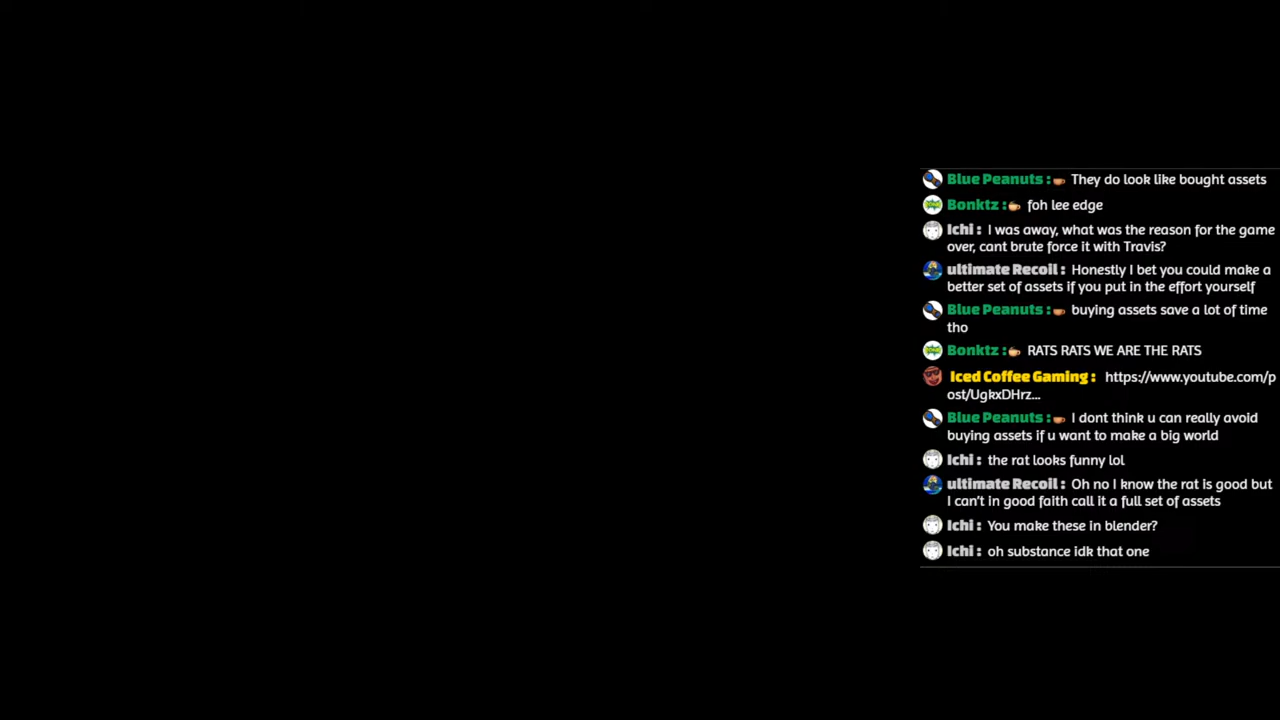 Blue Peanuts : They do look like bought assets
Bonktz : foh lee edge
Ichi : I was away, what was the reason for the game
over, cant brute force it with Travis?
ultimate Recoil : Honestly I bet you could make a
better set of assets if you put in the effort yourself
Blue Peanuts : buying assets save a lot of time
tho
Bonktz : RATS RATS WE ARE THE RATS
Iced Coffee Gaming : https://www.youtube.com/p
ost/UgkxDHrz...
Blue Peanuts : I dont think u can really avoid
buying assets if u want to make a big world
Ichi : the rat looks funny lol
ultimate Recoil : Oh no I know the rat is good but
I can't in good faith call it a full set of assets
Ichi : You make these in blender?
Ichi : oh substance idk that one